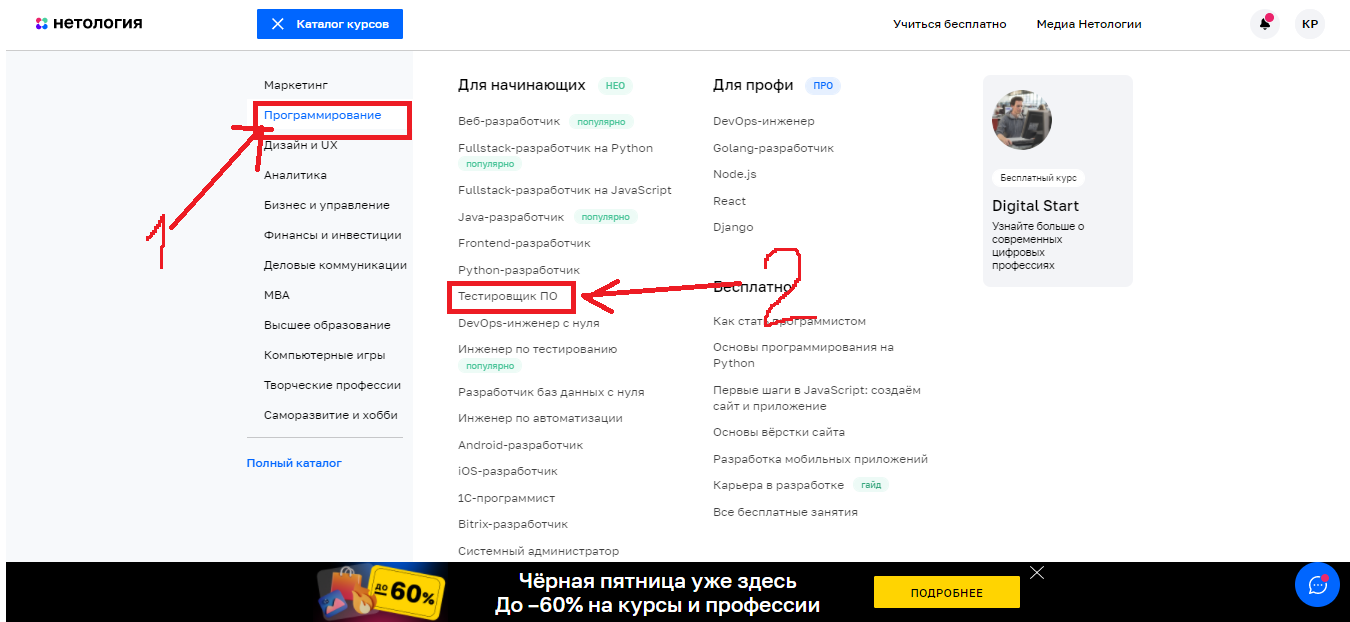 нетология
Каталог курсов
Учиться бесплатно
Медиа Нетологии
КР
Маркетинг
Программирование
Дизайн и UX
Аналитика
Бизнес и управление
Финансы и инвестиции
Деловые коммуникации
MBA
Высшее образование
Компьютерные игры
Творческие профессии
Саморазвитие и хобби
Полный каталог
1
Для начинающих НЕО
Веб-разработчик популярно
Fullstack-разработчик на Python
популярно
Fullstack-разработчик на JavaScript
Java-разработчик популярно
Frontend-разработчик
Python-разработчик
Тестировщик ПО
DevOps-инженер с нуля
Инженер по тестированию
популярно
Разработчик баз данных с нуля
Инженер по автоматизации
Android-разработчик
iOS-разработчик
1С-программист
Bitrix-разработчик
Системный администратор
Для профи ПРО
DevOps-инженер
Golang-разработчик
Node.js
React
Django
2
Бесплатно
Как стать программистом
Основы программирования на
Python
Первые шаги в JavaScript: создаём
сайт и приложение
Основы вёрстки сайта
Разработка мобильных приложений
Карьера в разработке гайд
Все бесплатные занятия
Бесплатный курс
Digital Start
Узнайте больше о
современных
цифровых
профессиях
до 60%
Чёрная пятница уже здесь
До −60% на курсы и профессии
ПОДРОБНЕЕ